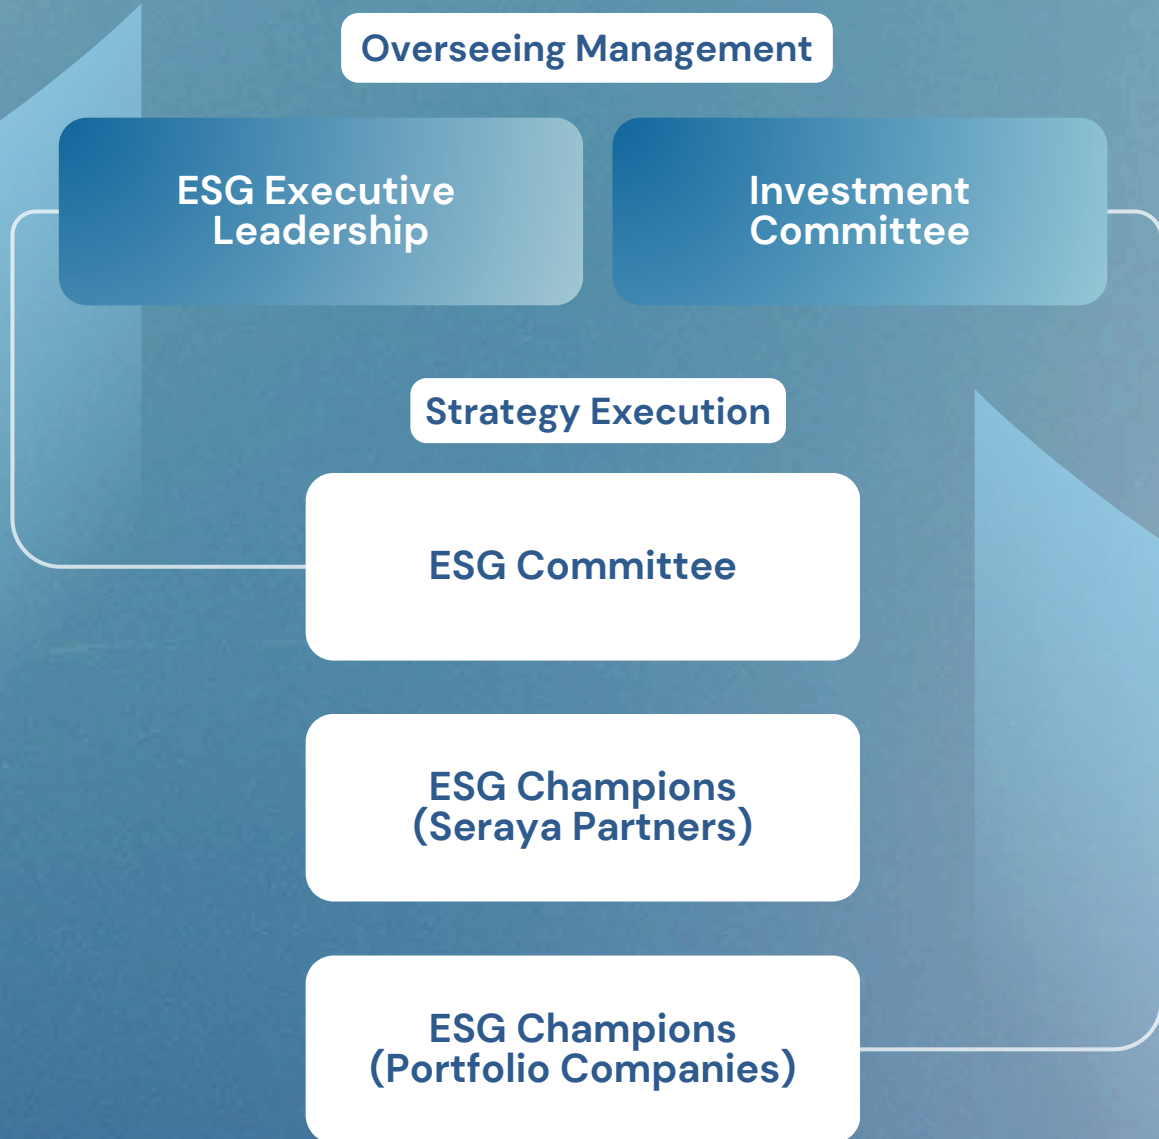 Overseeing Management
ESG Executive
Leadership
Investment
Committee
Strategy Execution
ESG Committee
ESG Champions
(Seraya Partners)
ESG Champions
(Portfolio Companies)